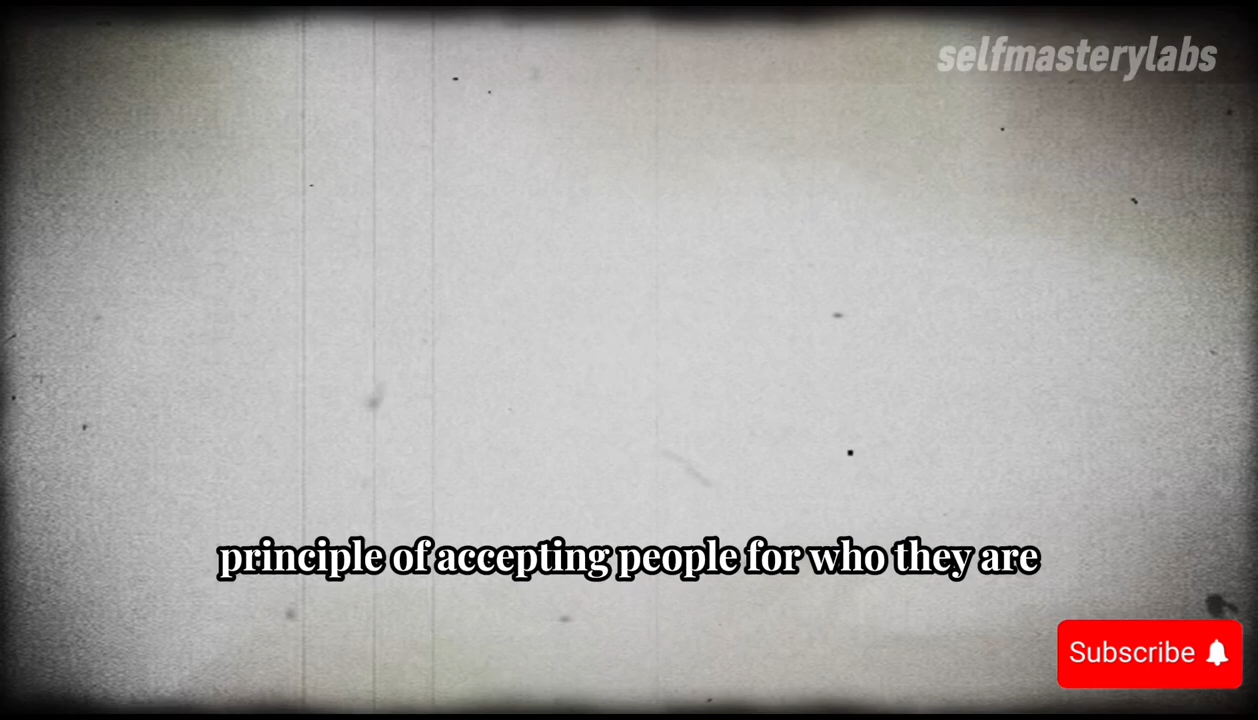 selfmasterylabs
principle of accepting people for who they are
Subscribe